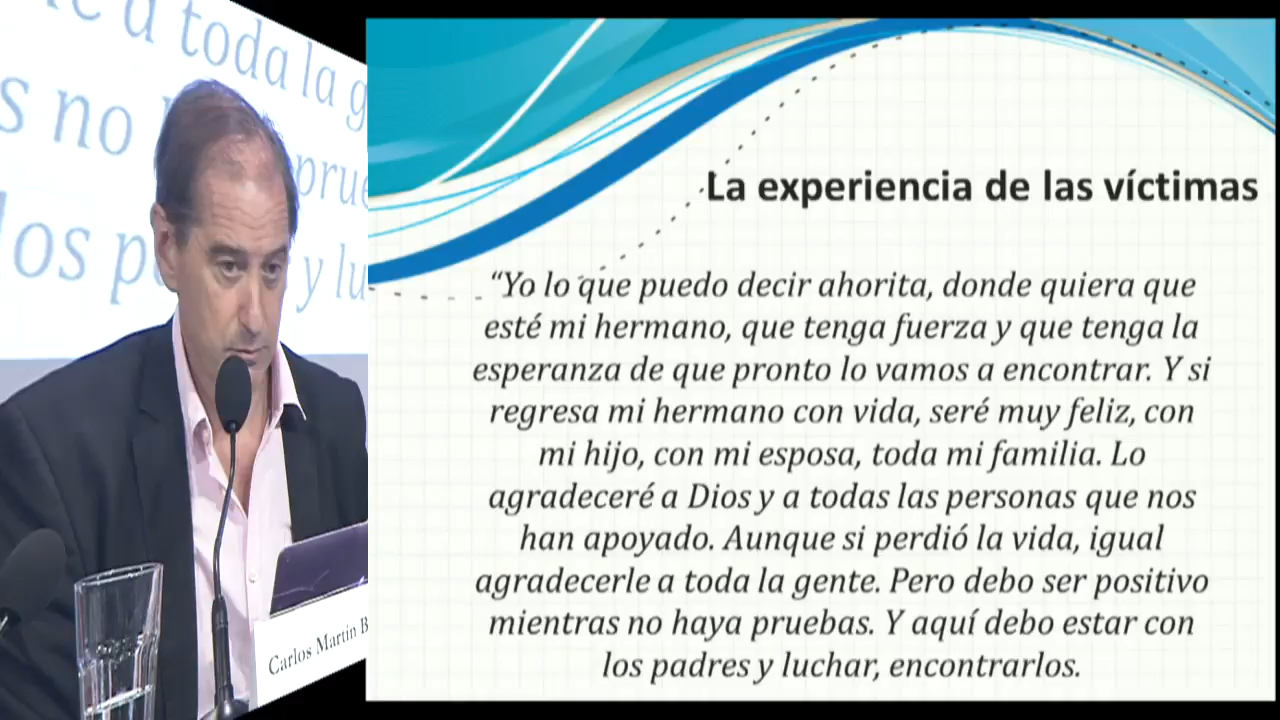 e a toda la g
s no
prue
los p
y lu
Carlos Martín B
La experiencia de las víctimas
“Yo lo que puedo decir ahorita, donde quiera que
esté mi hermano, que tenga fuerza y que tenga la
esperanza de que pronto lo vamos a encontrar. Y si
regresa mi hermano con vida, seré muy feliz, con
mi hijo, con mi esposa, toda mi familia. Lo
agradeceré a Dios y a todas las personas que nos
han apoyado. Aunque si perdió la vida, igual
agradecerle a toda la gente. Pero debo ser positivo
mientras no haya pruebas. Y aquí debo estar con
los padres y luchar, encontrarlos.